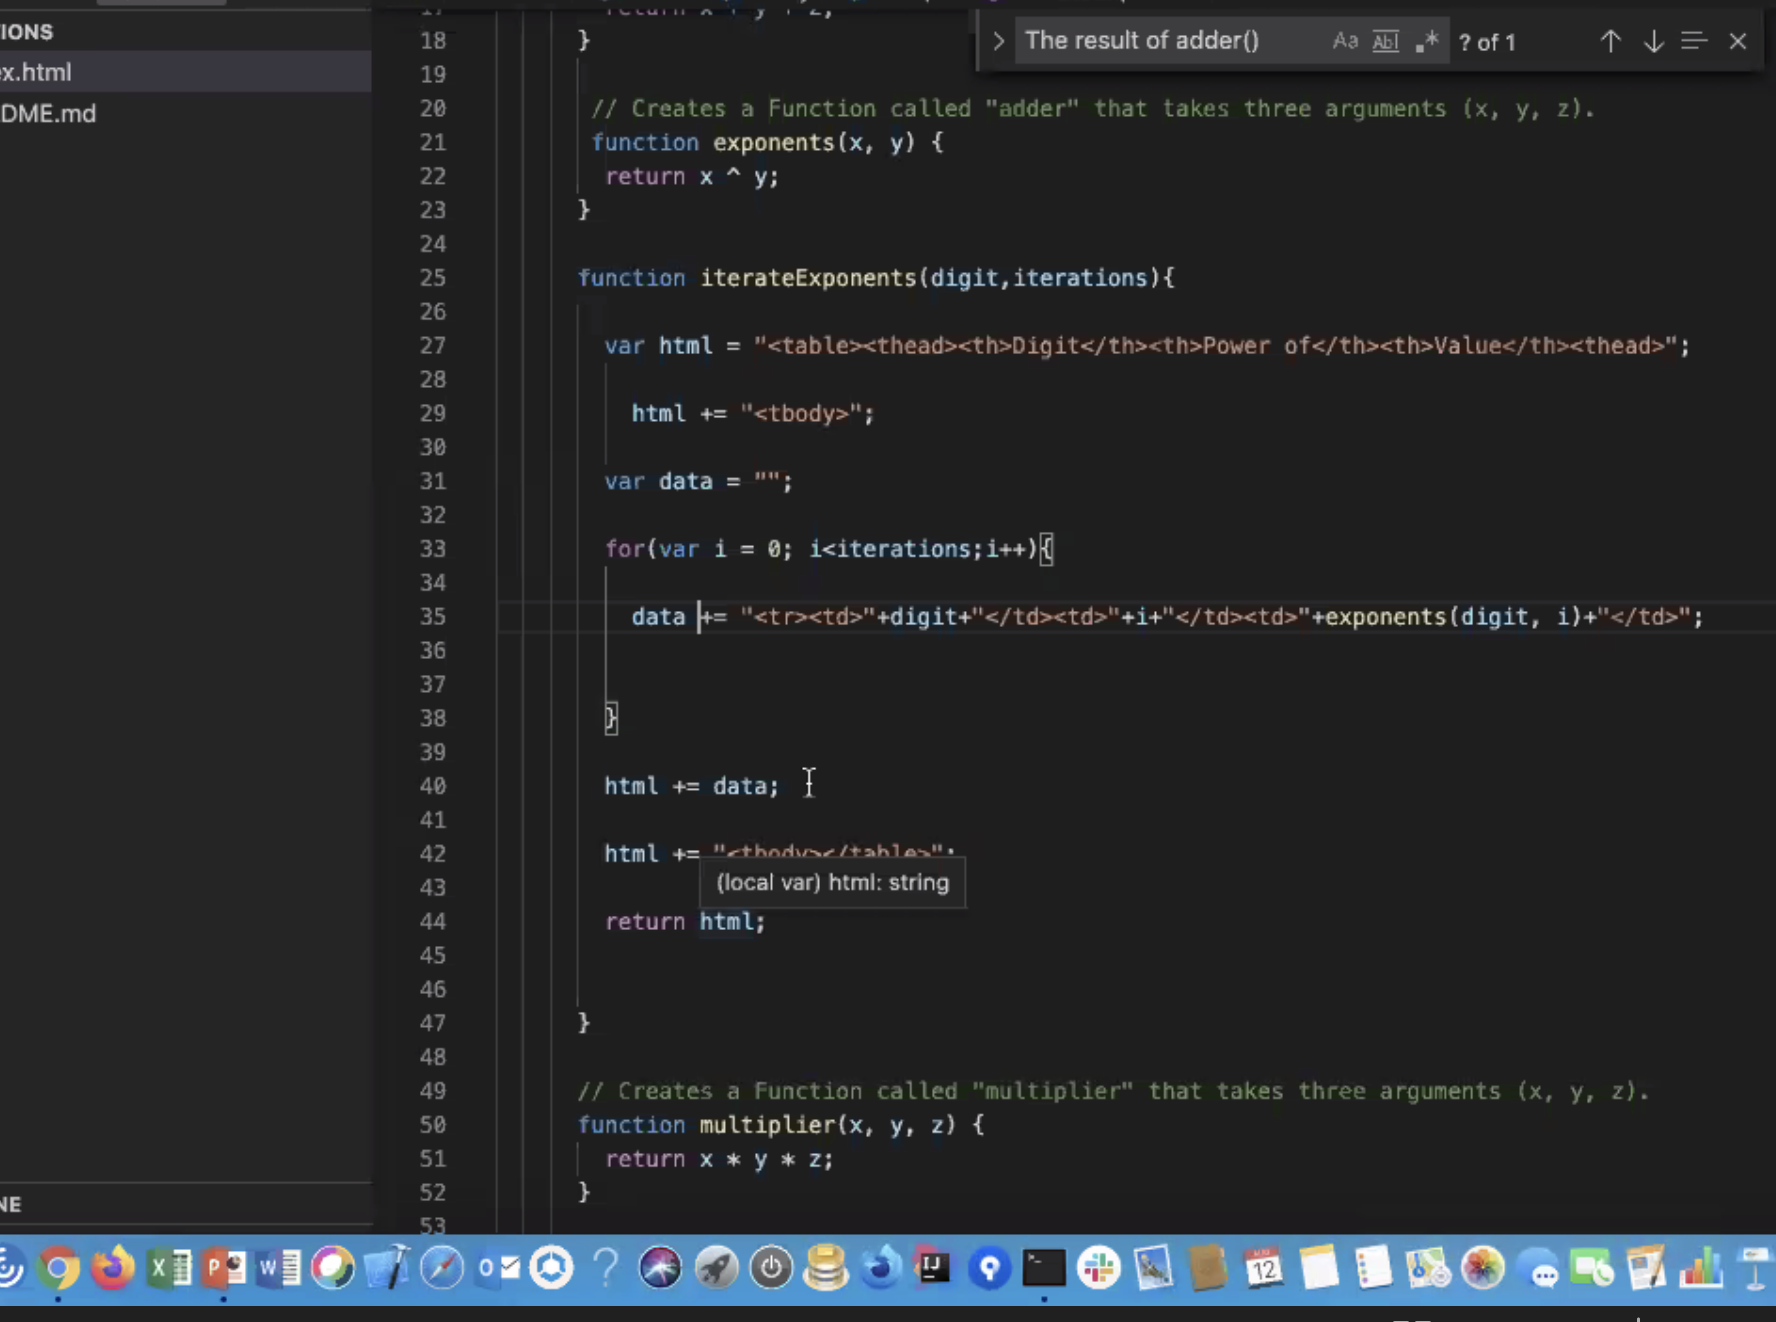 IONS
x.html
DME.md
NE
The result of adder()
Aa Abl .* ? of 1
17 return x + y + z;
18 }
19
20 // Creates a Function called "adder" that takes three arguments (x, y, z).
21 function exponents(x, y) {
22 return x ^ y;
23 }
24
25 function iterateExponents(digit,iterations){
26
27 var html = "<table><thead><th>Digit</th><th>Power of</th><th>Value</th><thead>";
28
29 html += "<tbody>";
30
31 var data = "";
32
33 for(var i = 0; i<iterations;i++){
34
35 data += "<tr><td>"+digit+"</td><td>"+i+"</td><td>"+exponents(digit, i)+"</td>";
36
37
38 }
39
40 html += data;
41
42 html += "<tbody></table>";
(local var) html: string
43
44 return html;
45
46
47 }
48
49 // Creates a Function called "multiplier" that takes three arguments (x, y, z).
50 function multiplier(x, y, z) {
51 return x * y * z;
52 }
53
X P W O ? IJ 12